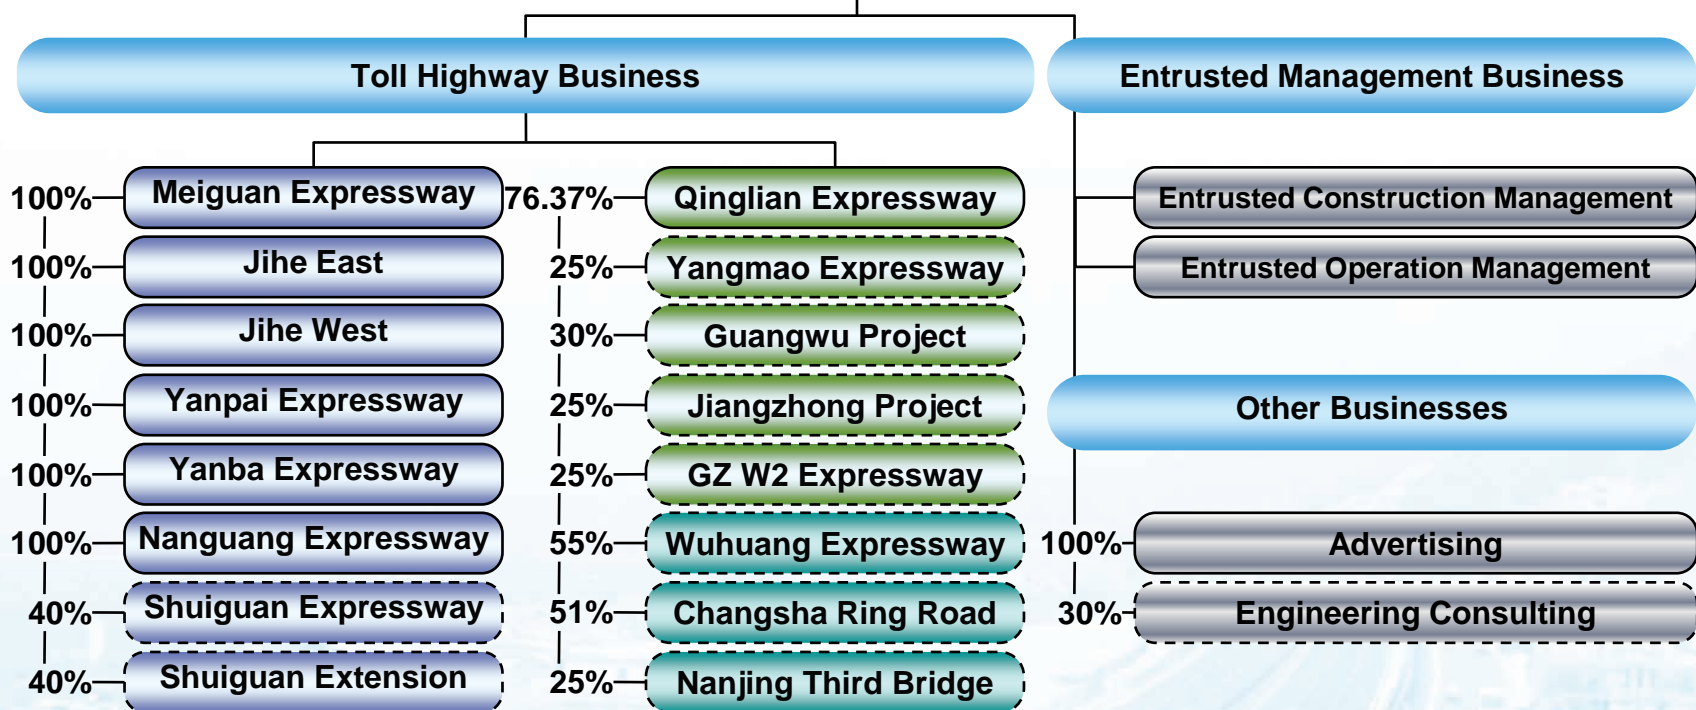 Toll Highway Business
Entrusted Management Business
100% Meiguan Expressway
100% Jihe East
100% Jihe West
100% Yanpai Expressway
100% Yanba Expressway
100% Nanguang Expressway
40% Shuiguan Expressway
40% Shuiguan Extension
76.37% Qinglian Expressway
25% Yangmao Expressway
30% Guangwu Project
25% Jiangzhong Project
25% GZ W2 Expressway
55% Wuhuang Expressway
51% Changsha Ring Road
25% Nanjing Third Bridge
Entrusted Construction Management
Entrusted Operation Management
Other Businesses
100% Advertising
30% Engineering Consulting